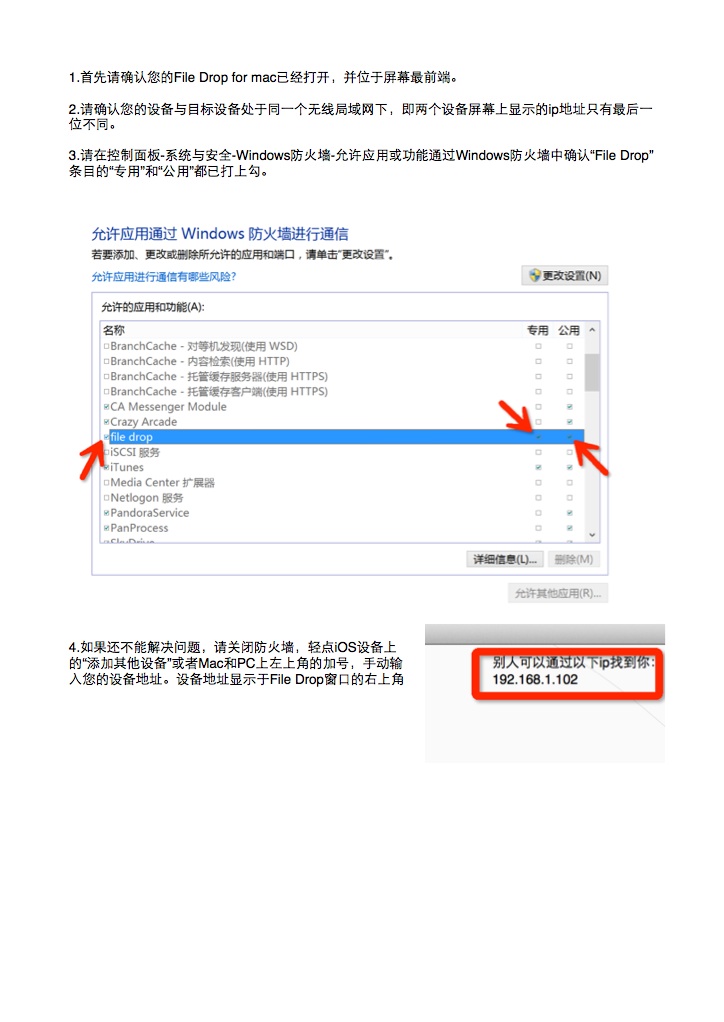 1.首先请确认您的File Drop for mac已经打开，并位于屏幕最前端。
2.请确认您的设备与目标设备处于同一个无线局域网下，即两个设备屏幕上显示的ip地址只有最后一
位不同。
3.请在控制面板-系统与安全-Windows防火墙-允许应用或功能通过Windows防火墙中确认“File Drop”
条目的“专用”和“公用”都已打上勾。
允许应用通过 Windows 防火墙进行通信
若要添加、更改或删除所允许的应用和端口，请单击"更改设置"。
允许应用进行通信有哪些风险?
更改设置(N)
允许的应用和功能(A):
名称 专用 公用
BranchCache - 对等机发现(使用 WSD)
BranchCache - 内容检索(使用 HTTP)
BranchCache - 托管缓存服务器(使用 HTTPS)
BranchCache - 托管缓存客户端(使用 HTTPS)
CA Messenger Module
Crazy Arcade
file drop
iSCSI 服务
iTunes
Media Center 扩展器
Netlogon 服务
PandoraService
PanProcess
SkyDrive
详细信息(L)... 删除(M)
允许其他应用(R)...
4.如果还不能解决问题，请关闭防火墙，轻点iOS设备上
的“添加其他设备”或者Mac和PC上左上角的加号，手动输
入您的设备地址。设备地址显示于File Drop窗口的右上角
别人可以通过以下ip找到你:
192.168.1.102